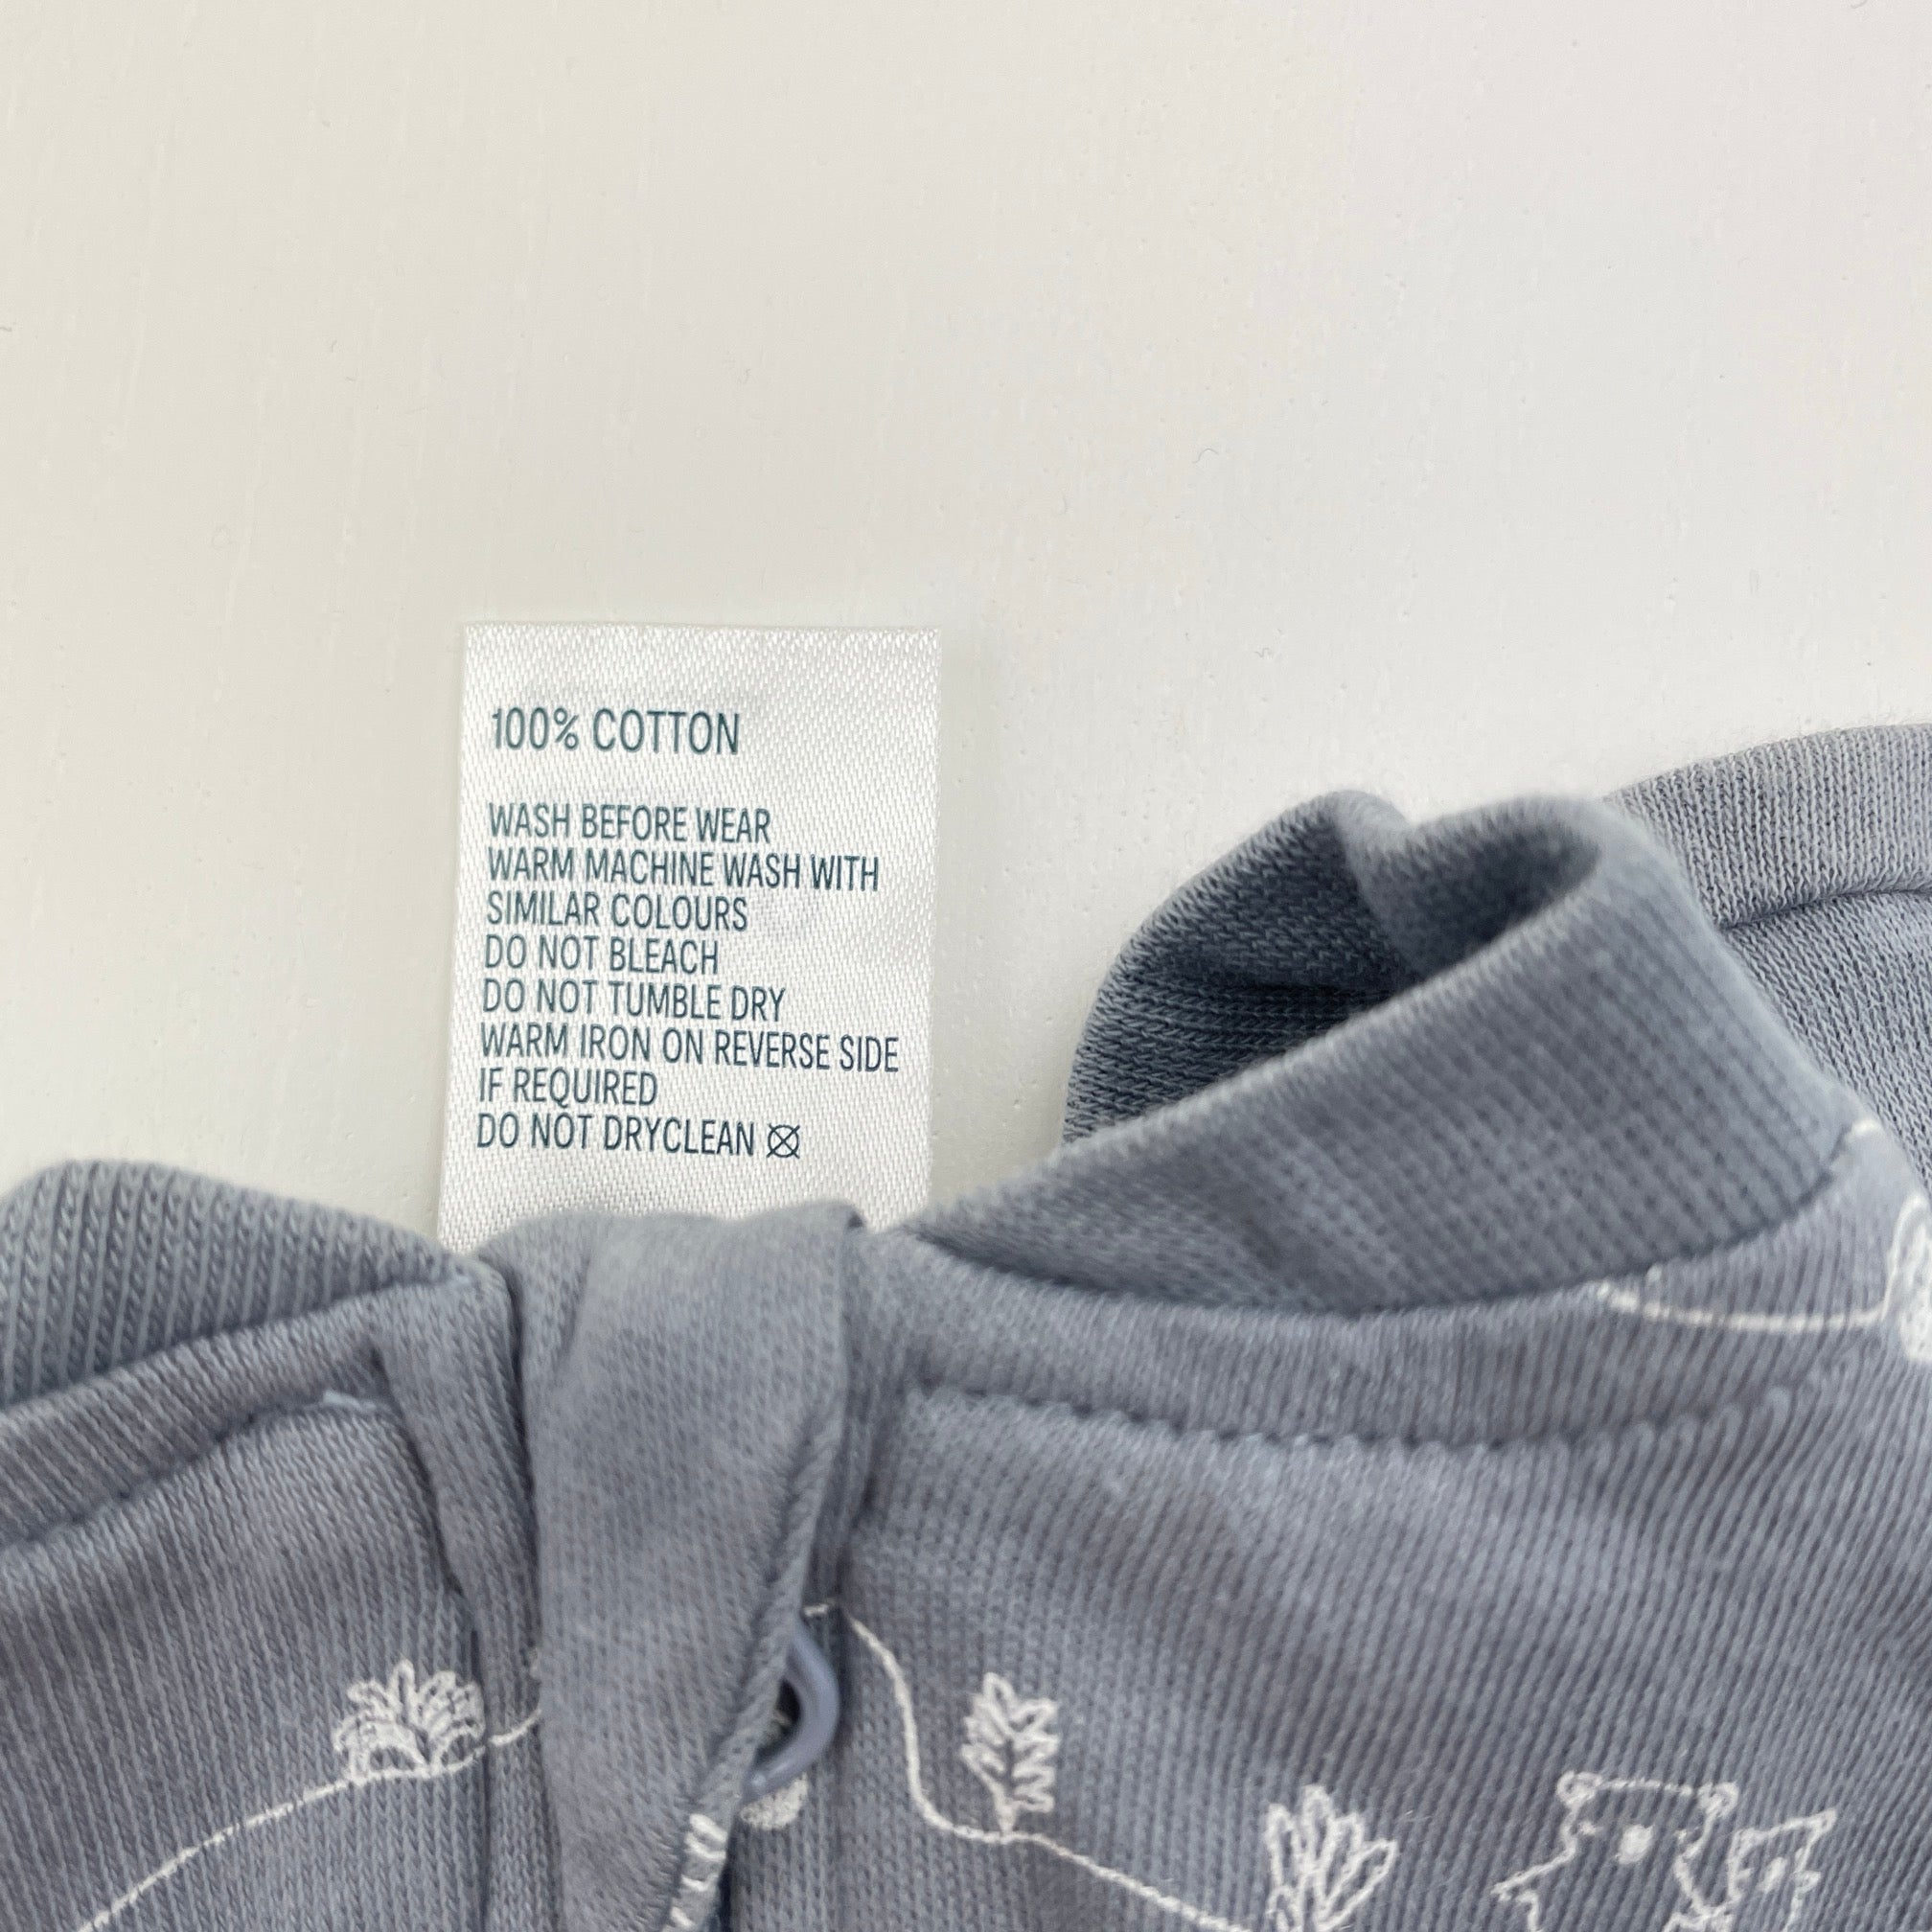 100% COTTON
WASH BEFORE WEAR
WARM MACHINE WASH WITH
SIMILAR COLOURS
DO NOT BLEACH
DO NOT TUMBLE DRY
WARM IRON ON REVERSE SIDE
IF REQUIRED
DO NOT DRYCLEAN